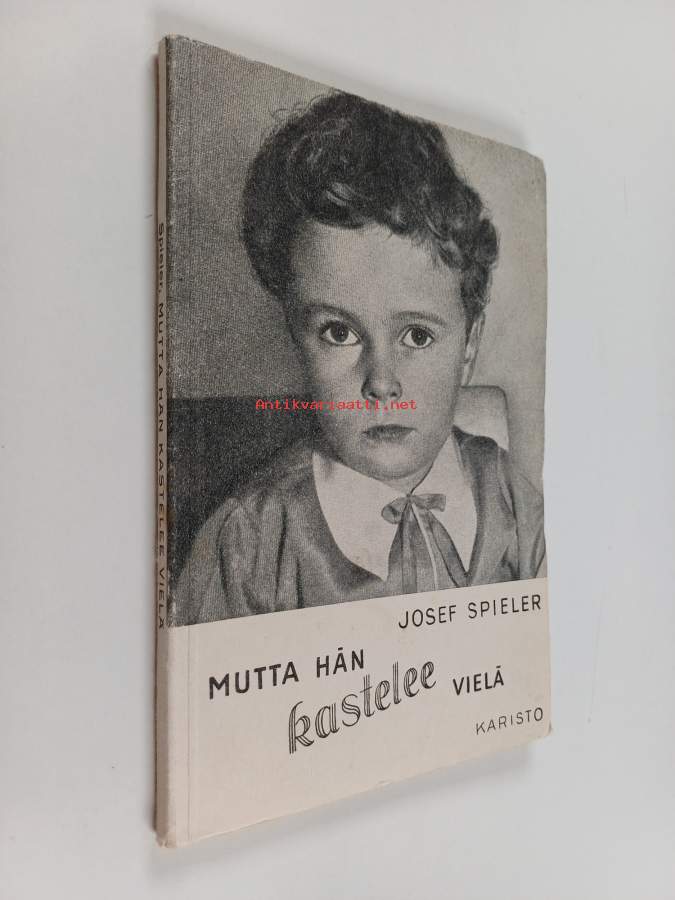 Spieler: MUTTA HÄN KASTELEE VIELÄ
Antikvariaatti.net
JOSEF SPIELER
MUTTA HÄN
kastelee VIELÄ
KARISTO